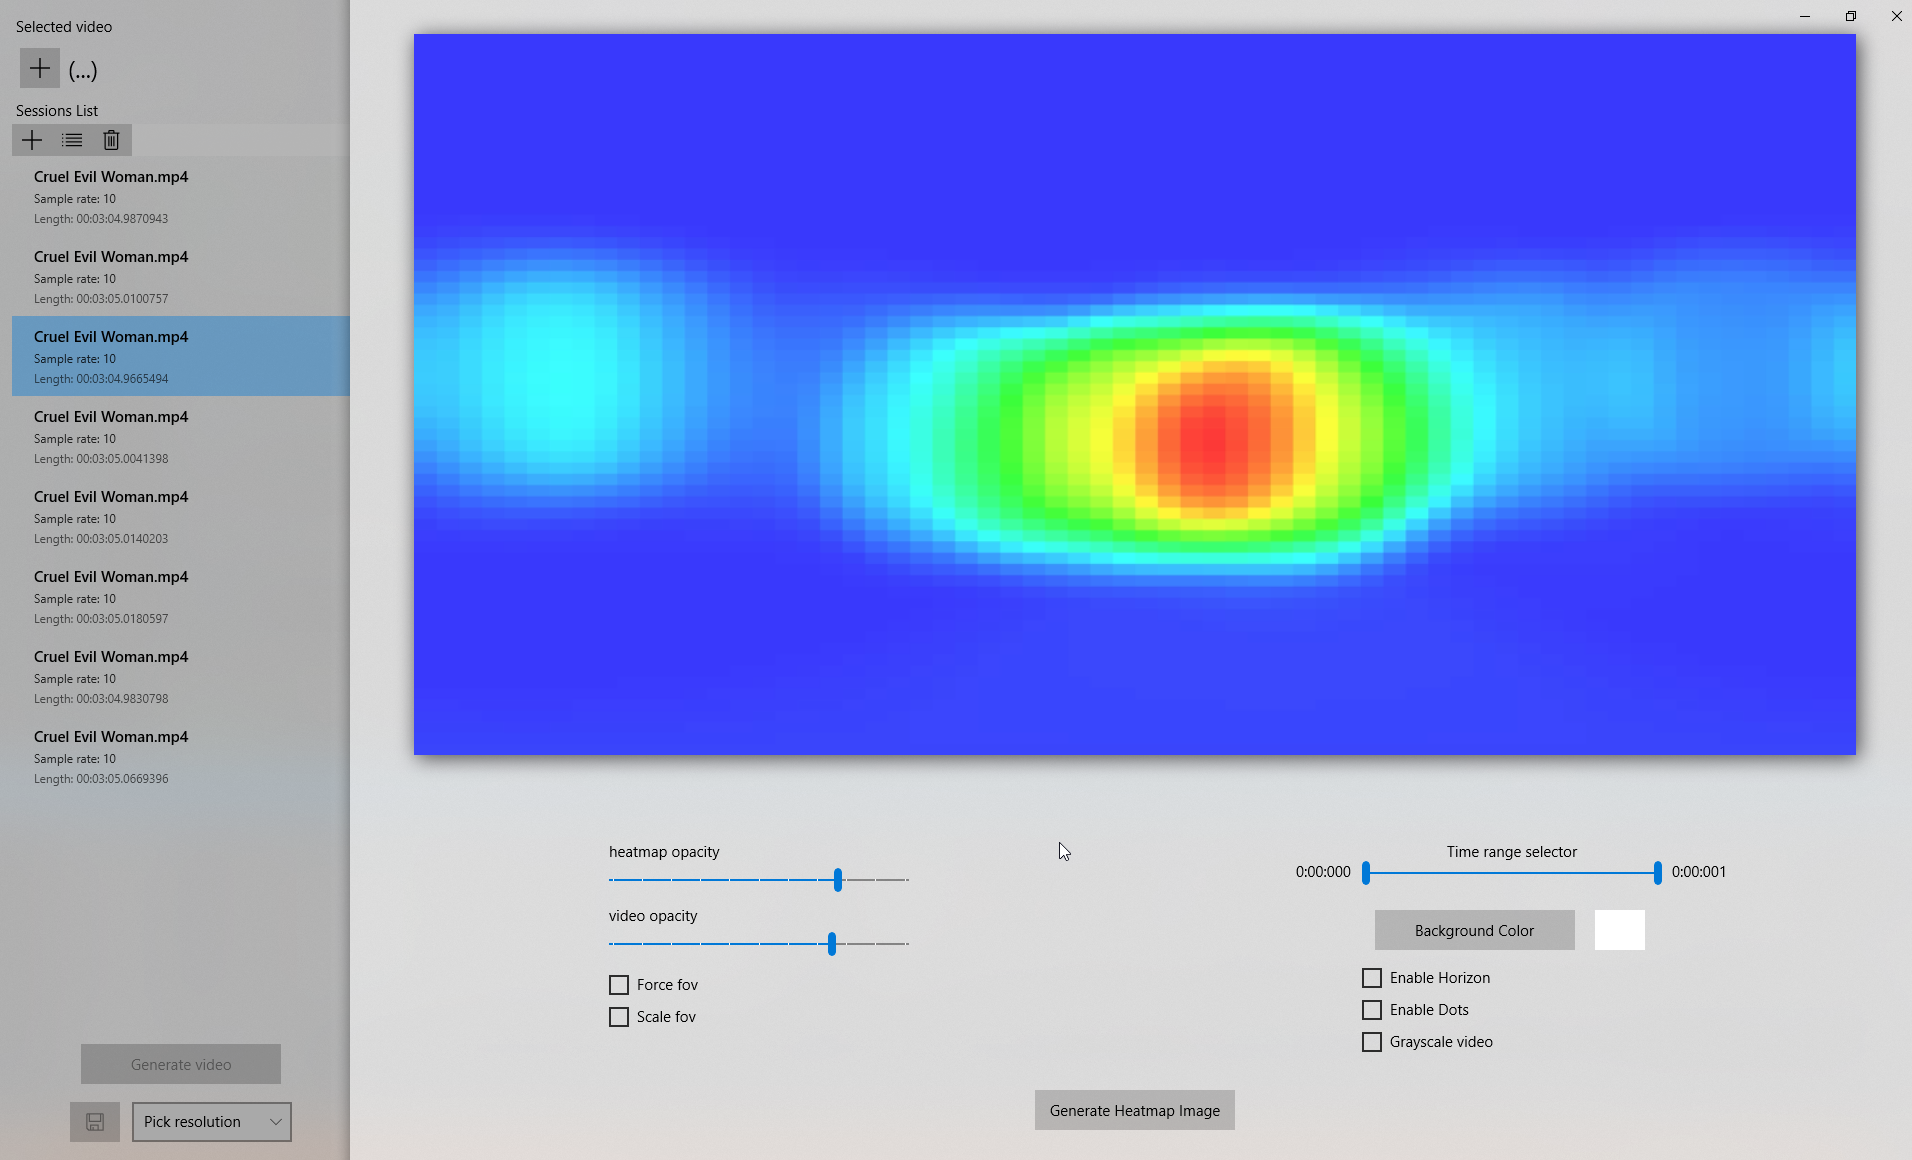 Selected video
(...)
Sessions List
Cruel Evil Woman.mp4
Sample rate: 10
Length: 00:03:04.9870943
Cruel Evil Woman.mp4
Sample rate: 10
Length: 00:03:05.0100757
Cruel Evil Woman.mp4
Sample rate: 10
Length: 00:03:04.9665494
Cruel Evil Woman.mp4
Sample rate: 10
Length: 00:03:05.0041398
Cruel Evil Woman.mp4
Sample rate: 10
Length: 00:03:05.0140203
Cruel Evil Woman.mp4
Sample rate: 10
Length: 00:03:05.0180597
Cruel Evil Woman.mp4
Sample rate: 10
Length: 00:03:04.9830798
Cruel Evil Woman.mp4
Sample rate: 10
Length: 00:03:05.0669396
Generate video
Pick resolution
heatmap opacity
video opacity
Force fov
Scale fov
Time range selector
0:00:000 0:00:001
Background Color
Enable Horizon
Enable Dots
Grayscale video
Generate Heatmap Image